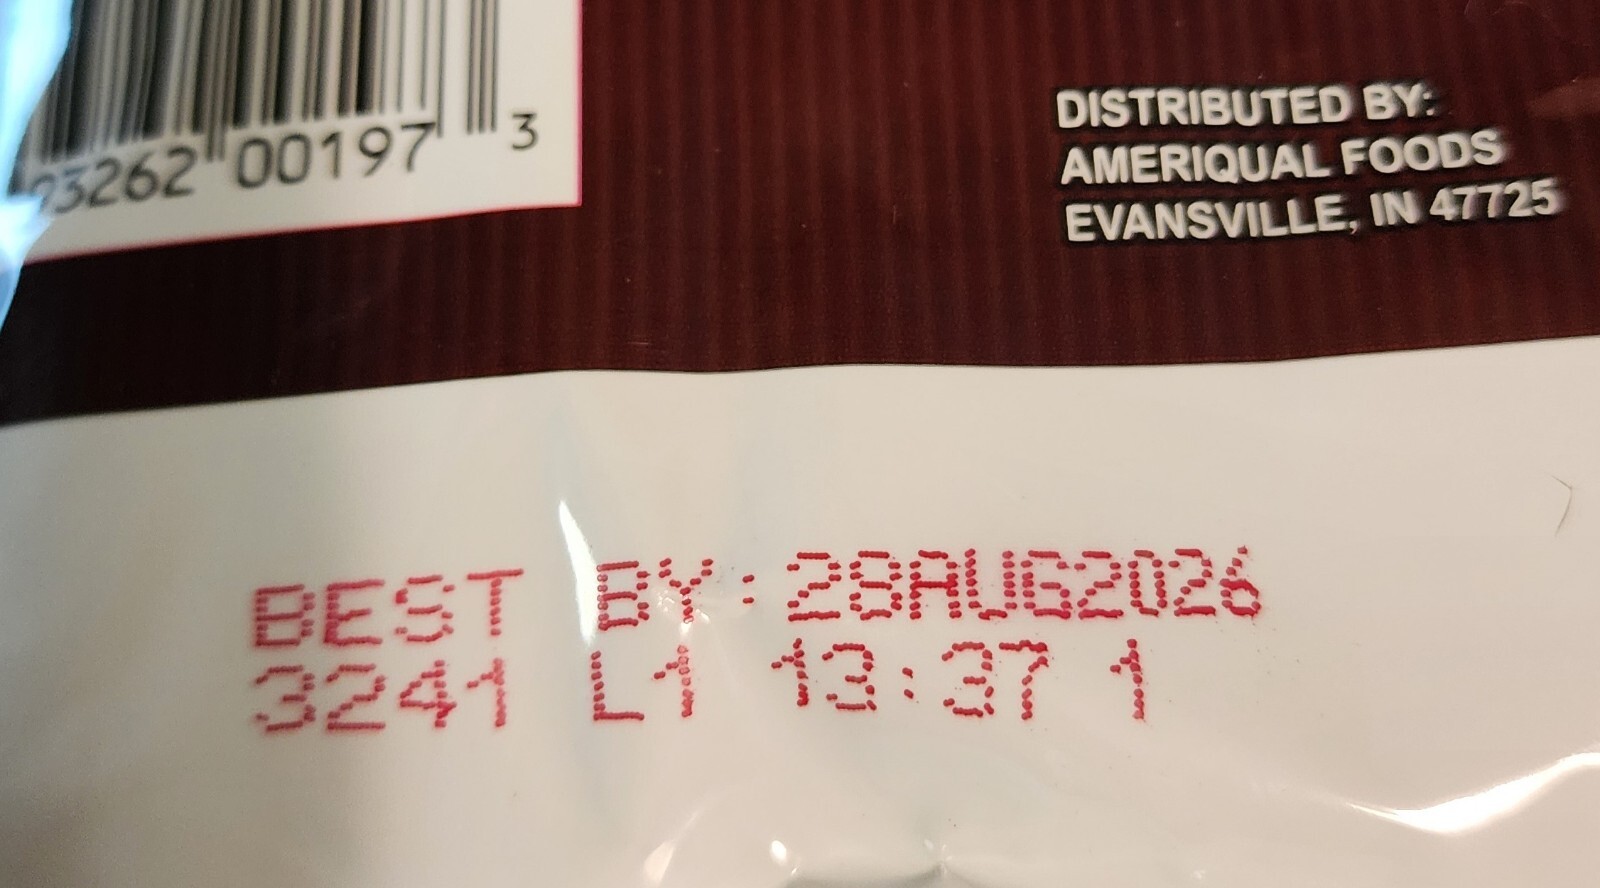 93262 00197 3
DISTRIBUTED BY:
AMERIQUAL FOODS
EVANSVILLE, IN 47725
BEST BY:28AUG2026
3241 L1 13:37 1